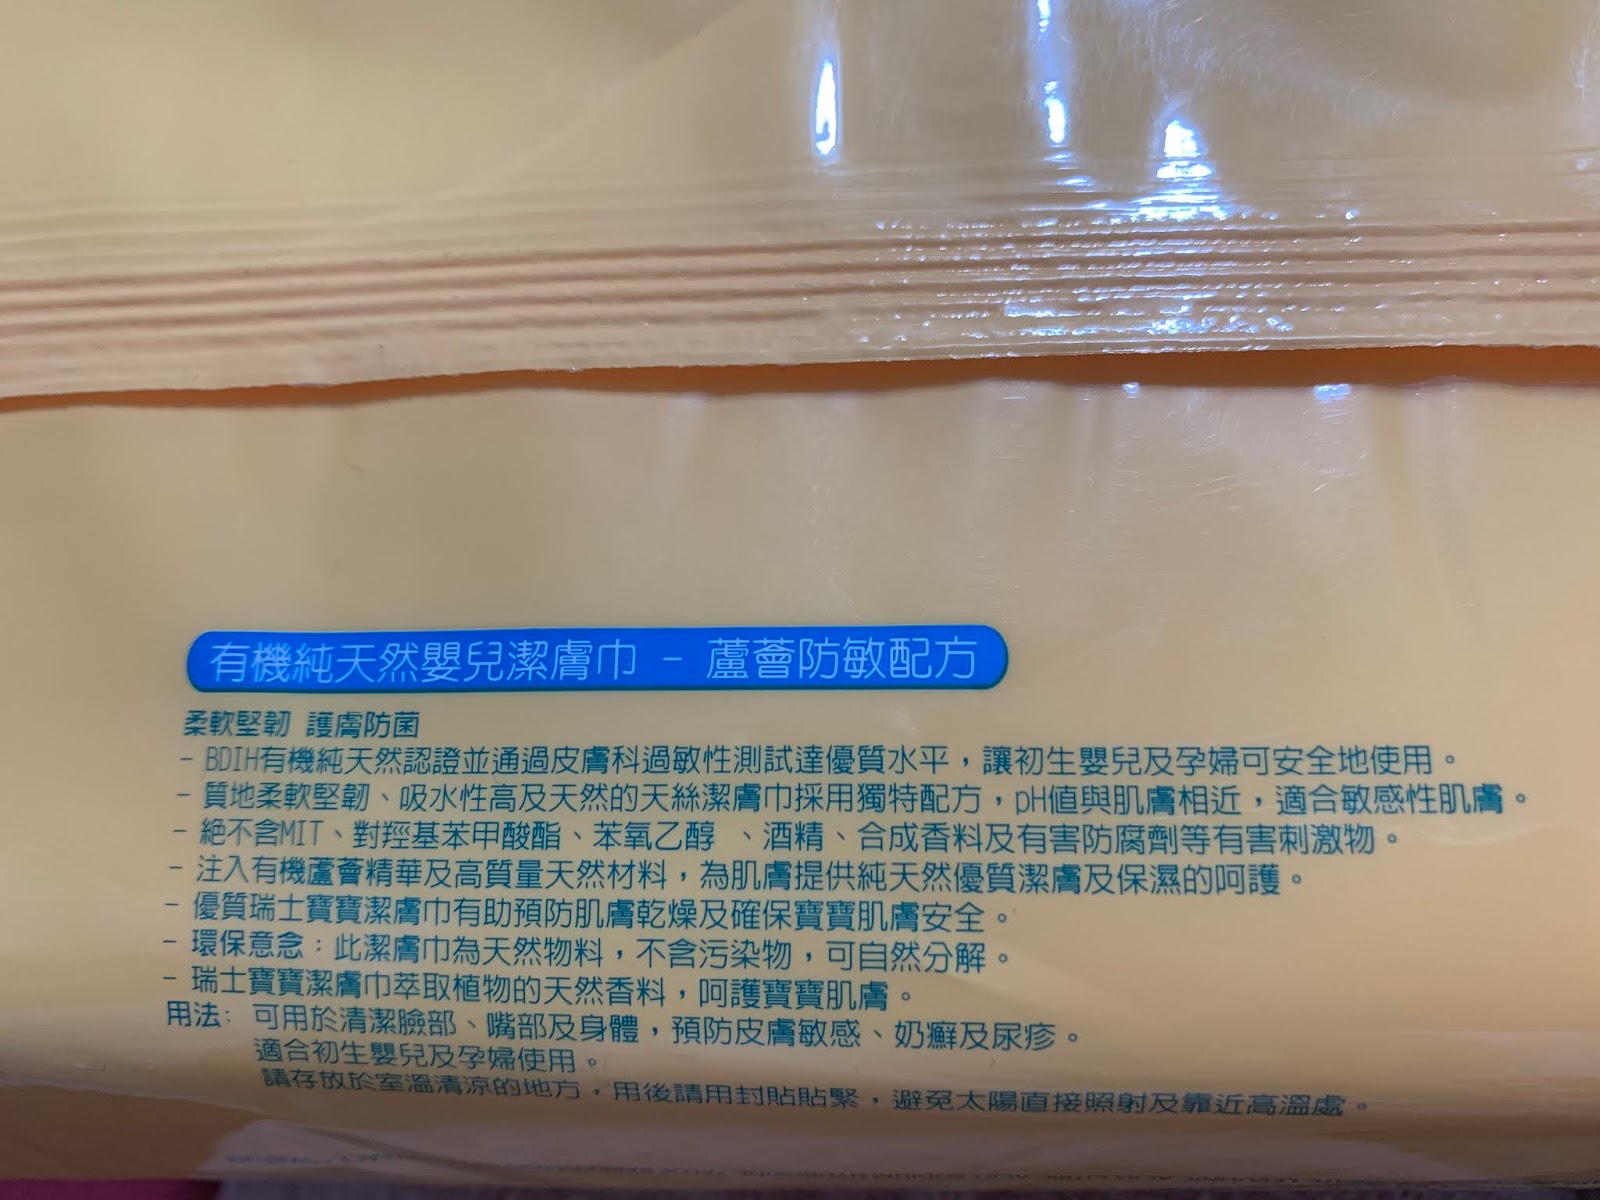 有機純天然嬰兒潔膚巾 - 蘆薈防敏配方
柔軟堅韌 護膚防菌
- BDIH有機純天然認證並通過皮膚科過敏性測試達優質水平，讓初生嬰兒及孕婦可安全地使用。
- 質地柔軟堅韌、吸水性高及天然的天絲潔膚巾採用獨特配方，pH值與肌膚相近，適合敏感性肌膚。
- 絕不含MIT、對羥基苯甲酸酯、苯氧乙醇 、酒精、合成香料及有害防腐劑等有害刺激物。
- 注入有機蘆薈精華及高質量天然材料，為肌膚提供純天然優質潔膚及保濕的呵護。
- 優質瑞士寶寶潔膚巾有助預防肌膚乾燥及確保寶寶肌膚安全。
- 環保意念：此潔膚巾為天然物料，不含污染物，可自然分解。
- 瑞士寶寶潔膚巾萃取植物的天然香料，呵護寶寶肌膚。
用法: 可用於清潔臉部、嘴部及身體，預防皮膚敏感、奶癬及尿疹。
適合初生嬰兒及孕婦使用。
請存放於室溫清涼的地方，用後請用封貼貼緊，避免太陽直接照射及靠近高溫處。